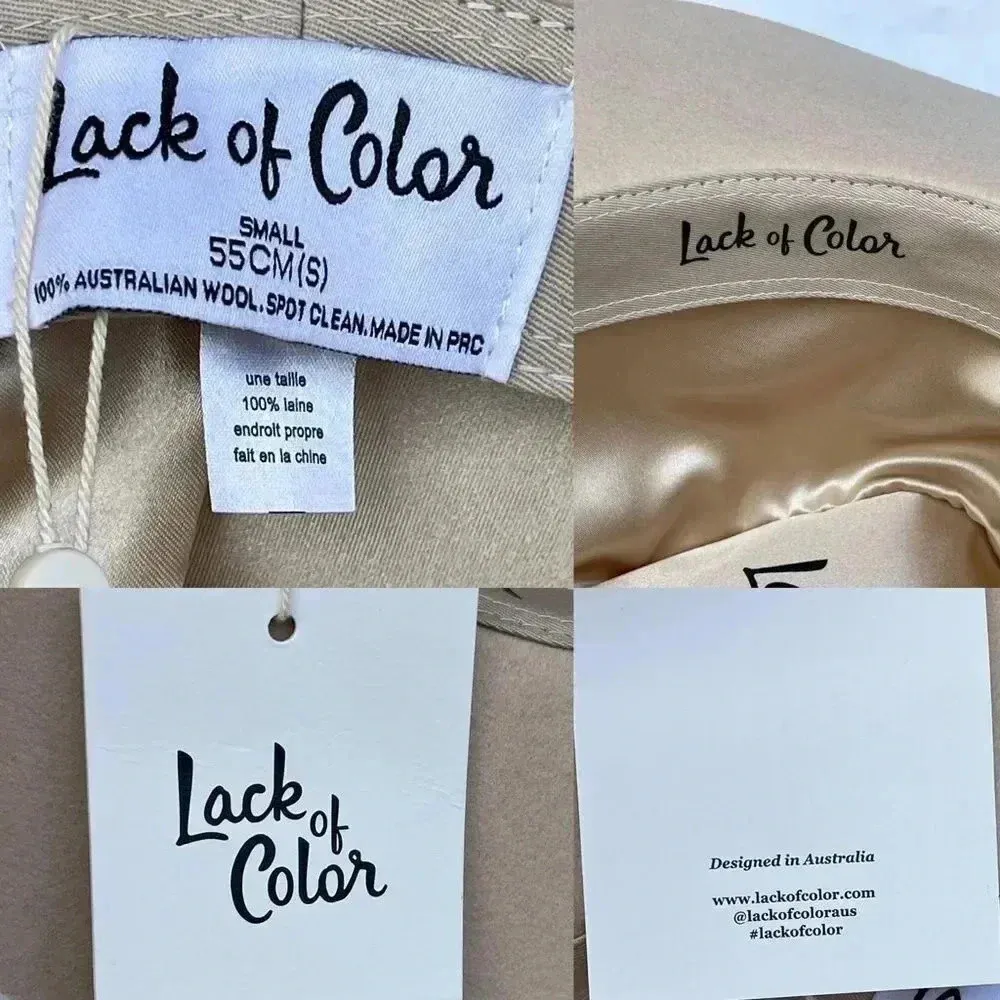 Lack of Color
SMALL
55CM(S)
100% AUSTRALIAN WOOL. SPOT CLEAN. MADE IN PRC
une taille
100% laine
endroit propre
fait en la chine
Lack of Color
Lack of
Color
Designed in Australia
www.lackofcolor.com
@lackofcoloraus
#lackofcolor